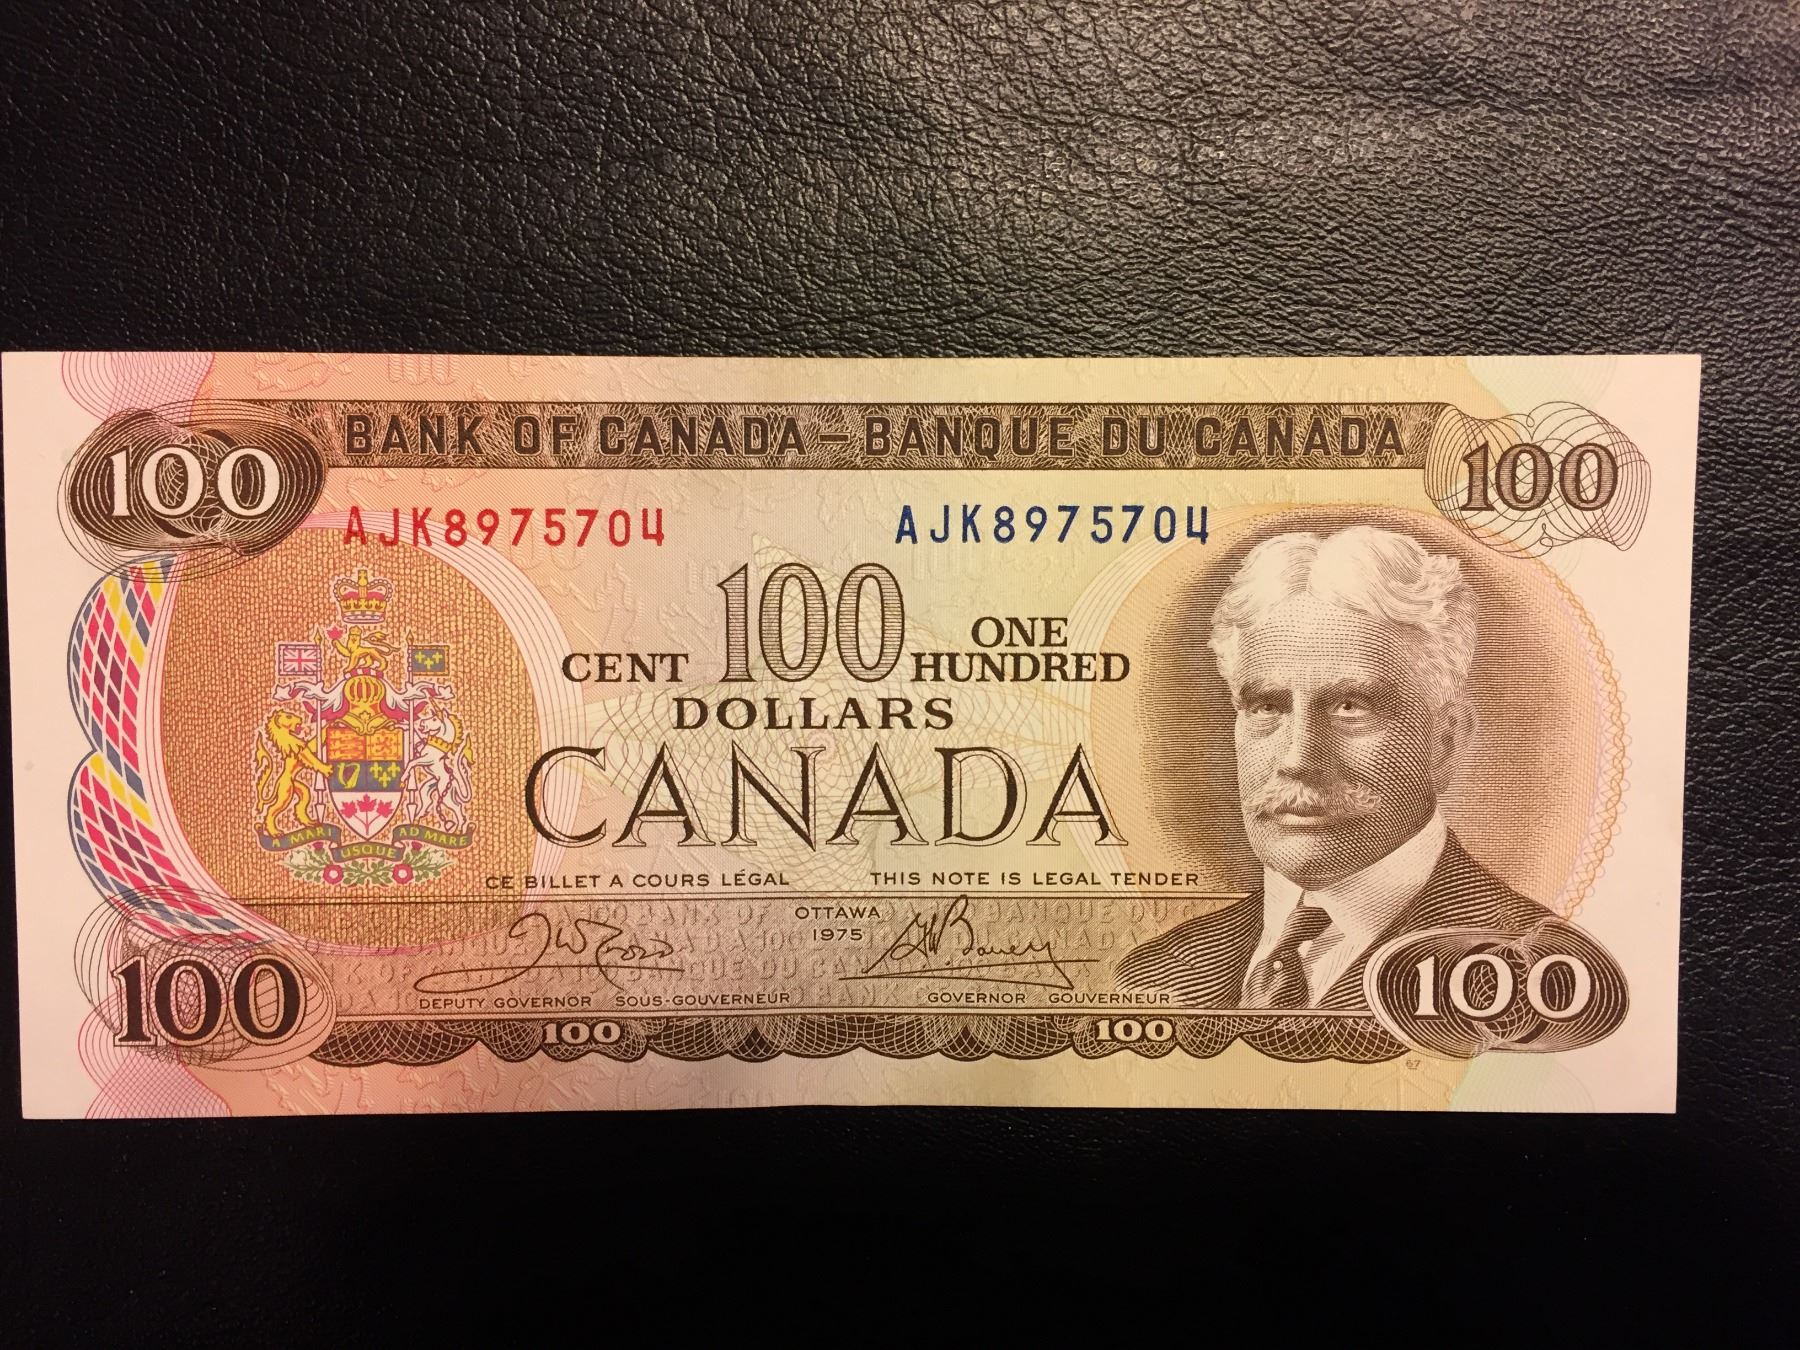 BANK OF CANADA – BANQUE DU CANADA
100 100
AJK8975704 AJK8975704
100
CENT ONE HUNDRED
DOLLARS
CANADA
A MARI USQUE AD MARE
CE BILLET A COURS LÉGAL THIS NOTE IS LEGAL TENDER
OTTAWA
1975
DEPUTY GOVERNOR SOUS-GOUVERNEUR GOVERNOR GOUVERNEUR
100 100 100 100
67